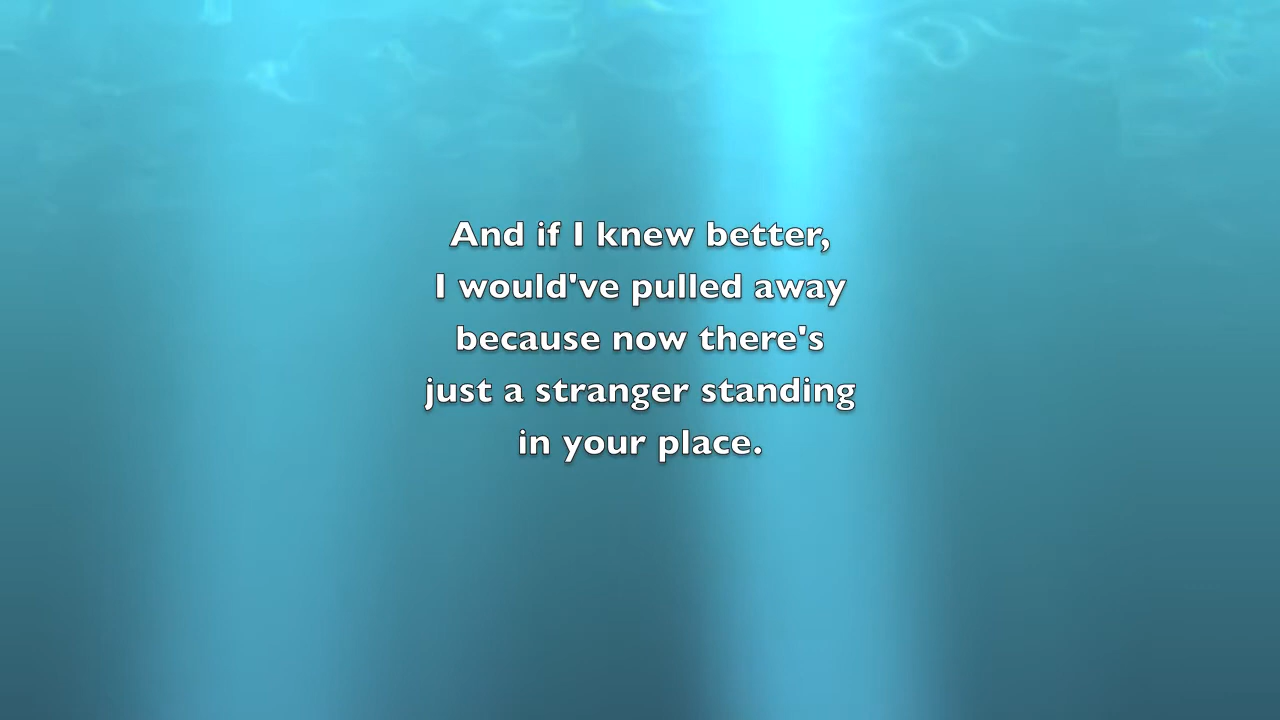 And if I knew better,
I would've pulled away
because now there's
just a stranger standing
in your place.